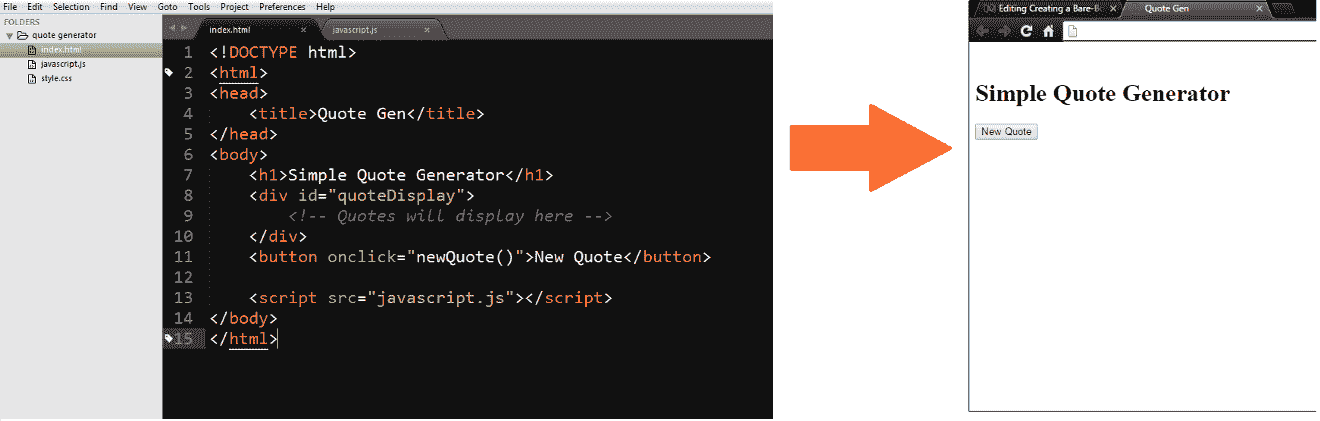 File Edit Selection Find View Goto Tools Project Preferences Help
FOLDERS
quote generator
index.html
javascript.js
style.css
index.html
javascript.js
1 <!DOCTYPE html>
2 <html>
3 <head>
4 <title>Quote Gen</title>
5 </head>
6 <body>
7 <h1>Simple Quote Generator</h1>
8 <div id="quoteDisplay">
9 <!-- Quotes will display here -->
10 </div>
11 <button onclick="newQuote()">New Quote</button>
12
13 <script src="javascript.js"></script>
14 </body>
15 </html>
Editing Creating a Bare-B
Quote Gen
Simple Quote Generator
New Quote